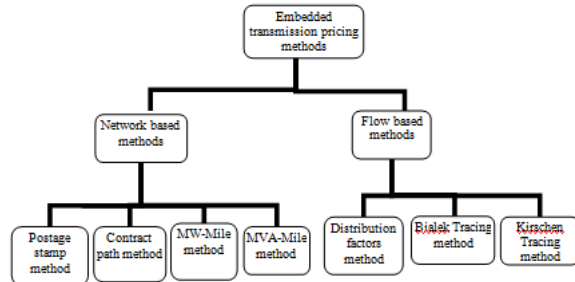 Embedded
transmission pricing
methods
Network based
methods
Flow based
methods
Postage
stamp
method
Contract
path method
MW-Mile
method
MVA-Mile
method
Distribution
factors
method
Bialek Tracing
method
Kirschen
Tracing
method